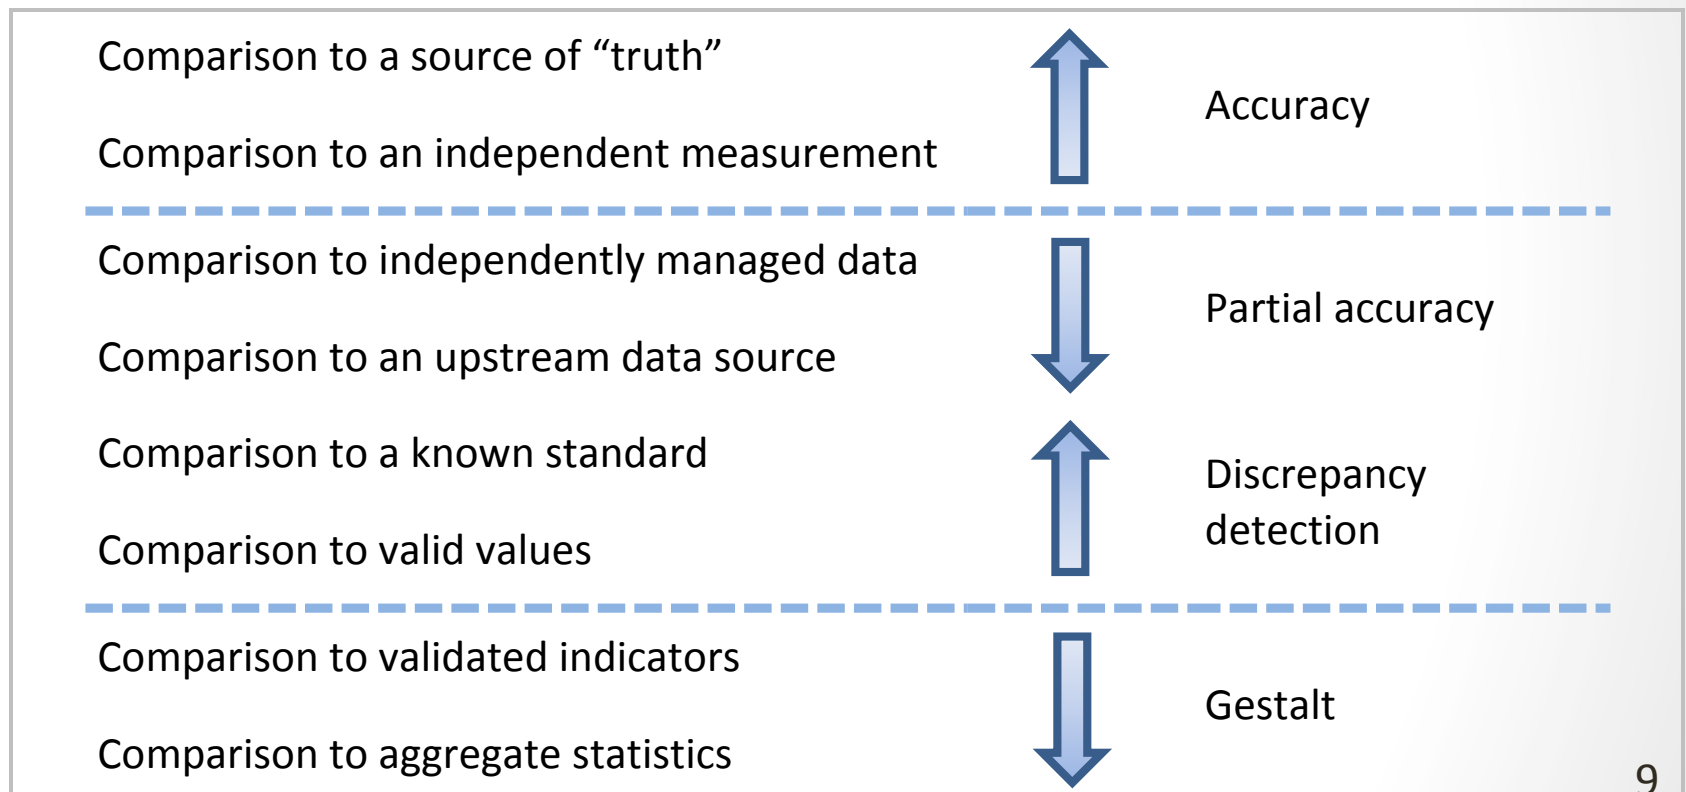 Comparison to a source of “truth”
Accuracy
Comparison to an independent measurement
Comparison to independently managed data
Partial accuracy
Comparison to an upstream data source
Comparison to a known standard
Discrepancy
detection
Comparison to valid values
Comparison to validated indicators
Gestalt
Comparison to aggregate statistics
9